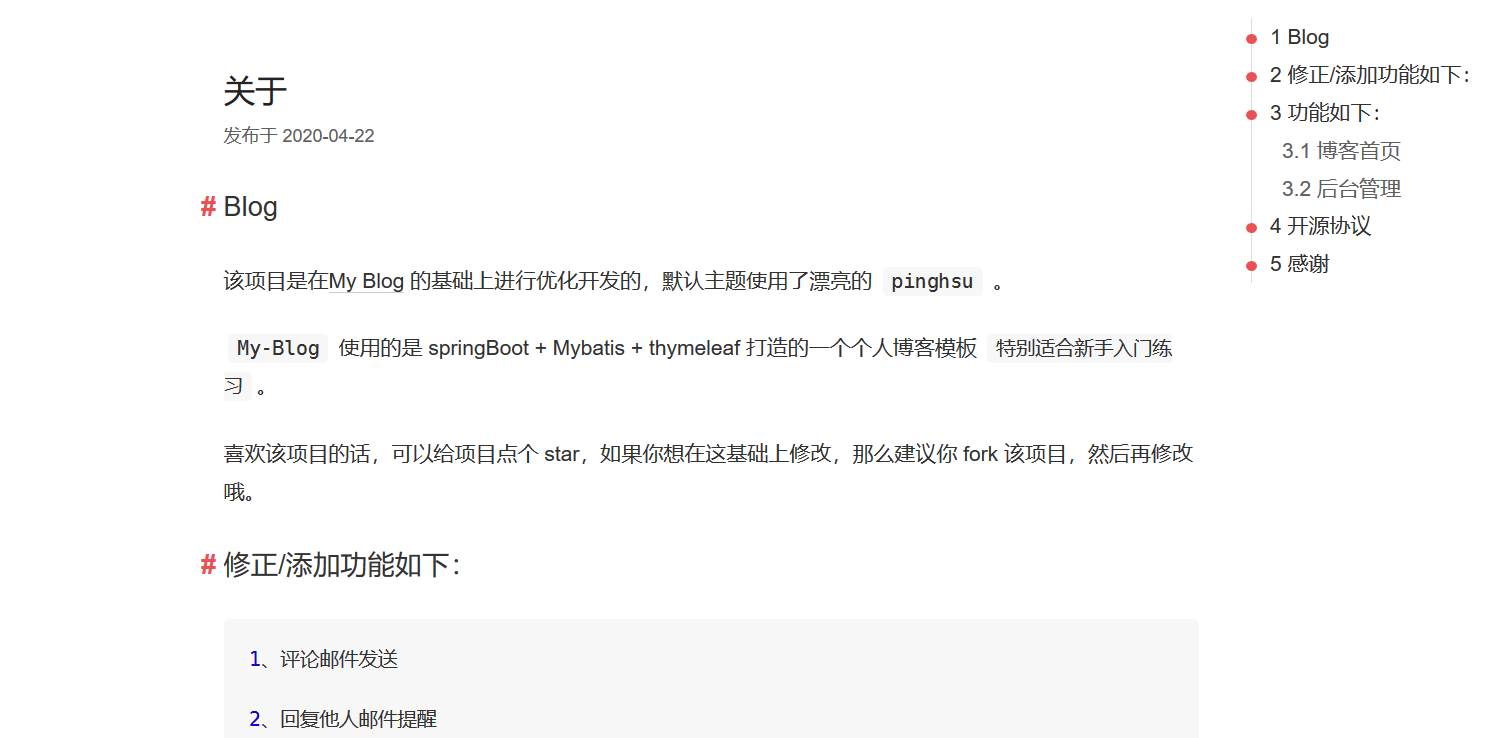 关于
发布于 2020-04-22
# Blog
该项目是在My Blog 的基础上进行优化开发的，默认主题使用了漂亮的 pinghsu 。
My-Blog 使用的是 springBoot + Mybatis + thymeleaf 打造的一个个人博客模板 特别适合新手入门练
习 。
喜欢该项目的话，可以给项目点个 star，如果你想在这基础上修改，那么建议你 fork 该项目，然后再修改
哦。
# 修正/添加功能如下：
1、评论邮件发送
2、回复他人邮件提醒
1 Blog
2 修正/添加功能如下：
3 功能如下：
3.1 博客首页
3.2 后台管理
4 开源协议
5 感谢